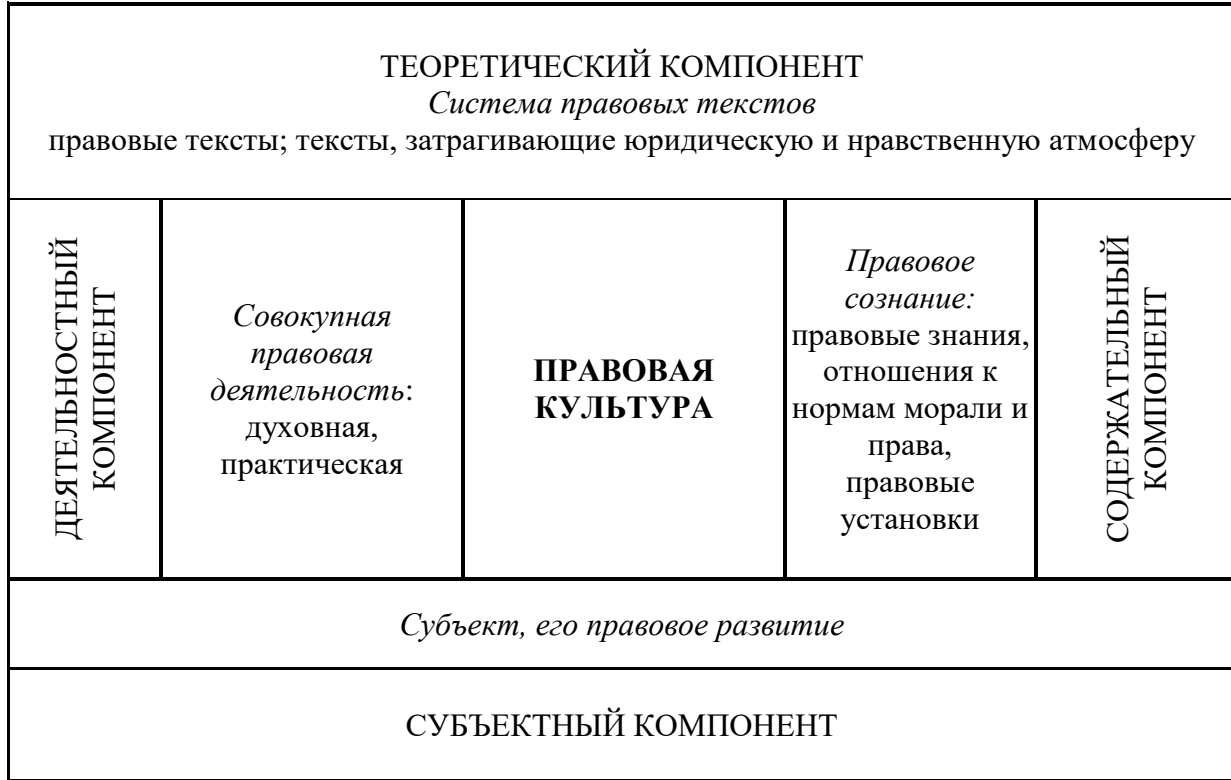 ТЕОРЕТИЧЕСКИЙ КОМПОНЕНТ
Система правовых текстов
правовые тексты; тексты, затрагивающие юридическую и нравственную атмосферу
ДЕЯТЕЛЬНОСТНЫЙ
КОМПОНЕНТ
Совокупная
правовая
деятельность:
духовная,
практическая
ПРАВОВАЯ
КУЛЬТУРА
Правовое
сознание:
правовые знания,
отношения к
нормам морали и
права,
правовые
установки
СОДЕРЖАТЕЛЬНЫЙ
КОМПОНЕНТ
Субъект, его правовое развитие
СУБЪЕКТНЫЙ КОМПОНЕНТ